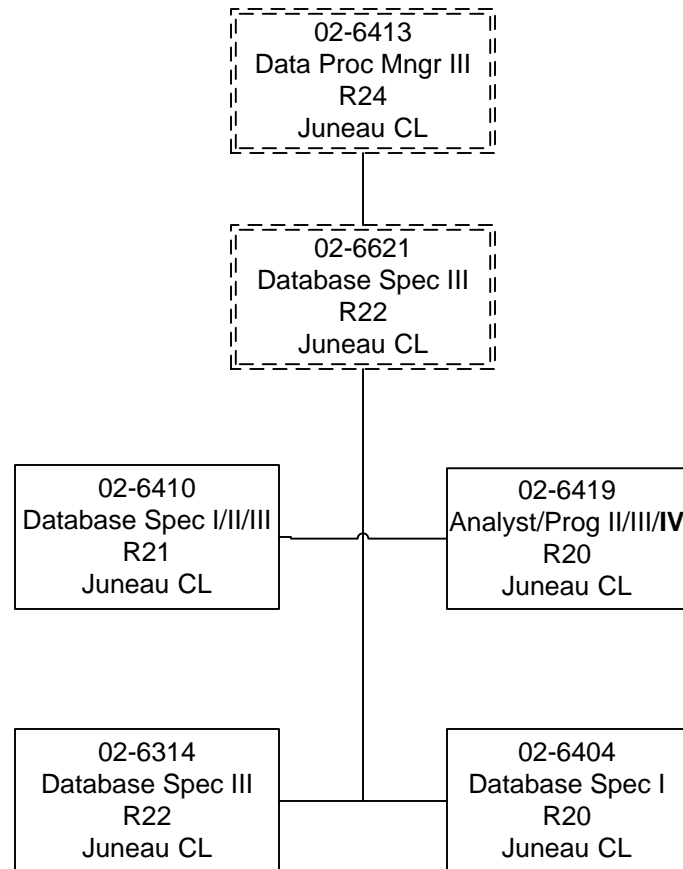 02-6413
Data Proc Mngr III
R24
Juneau CL
02-6621
Database Spec III
R22
Juneau CL
02-6410
Database Spec I/II/III
R21
Juneau CL
02-6419
Analyst/Prog II/III/IV
R20
Juneau CL
02-6314
Database Spec III
R22
Juneau CL
02-6404
Database Spec I
R20
Juneau CL